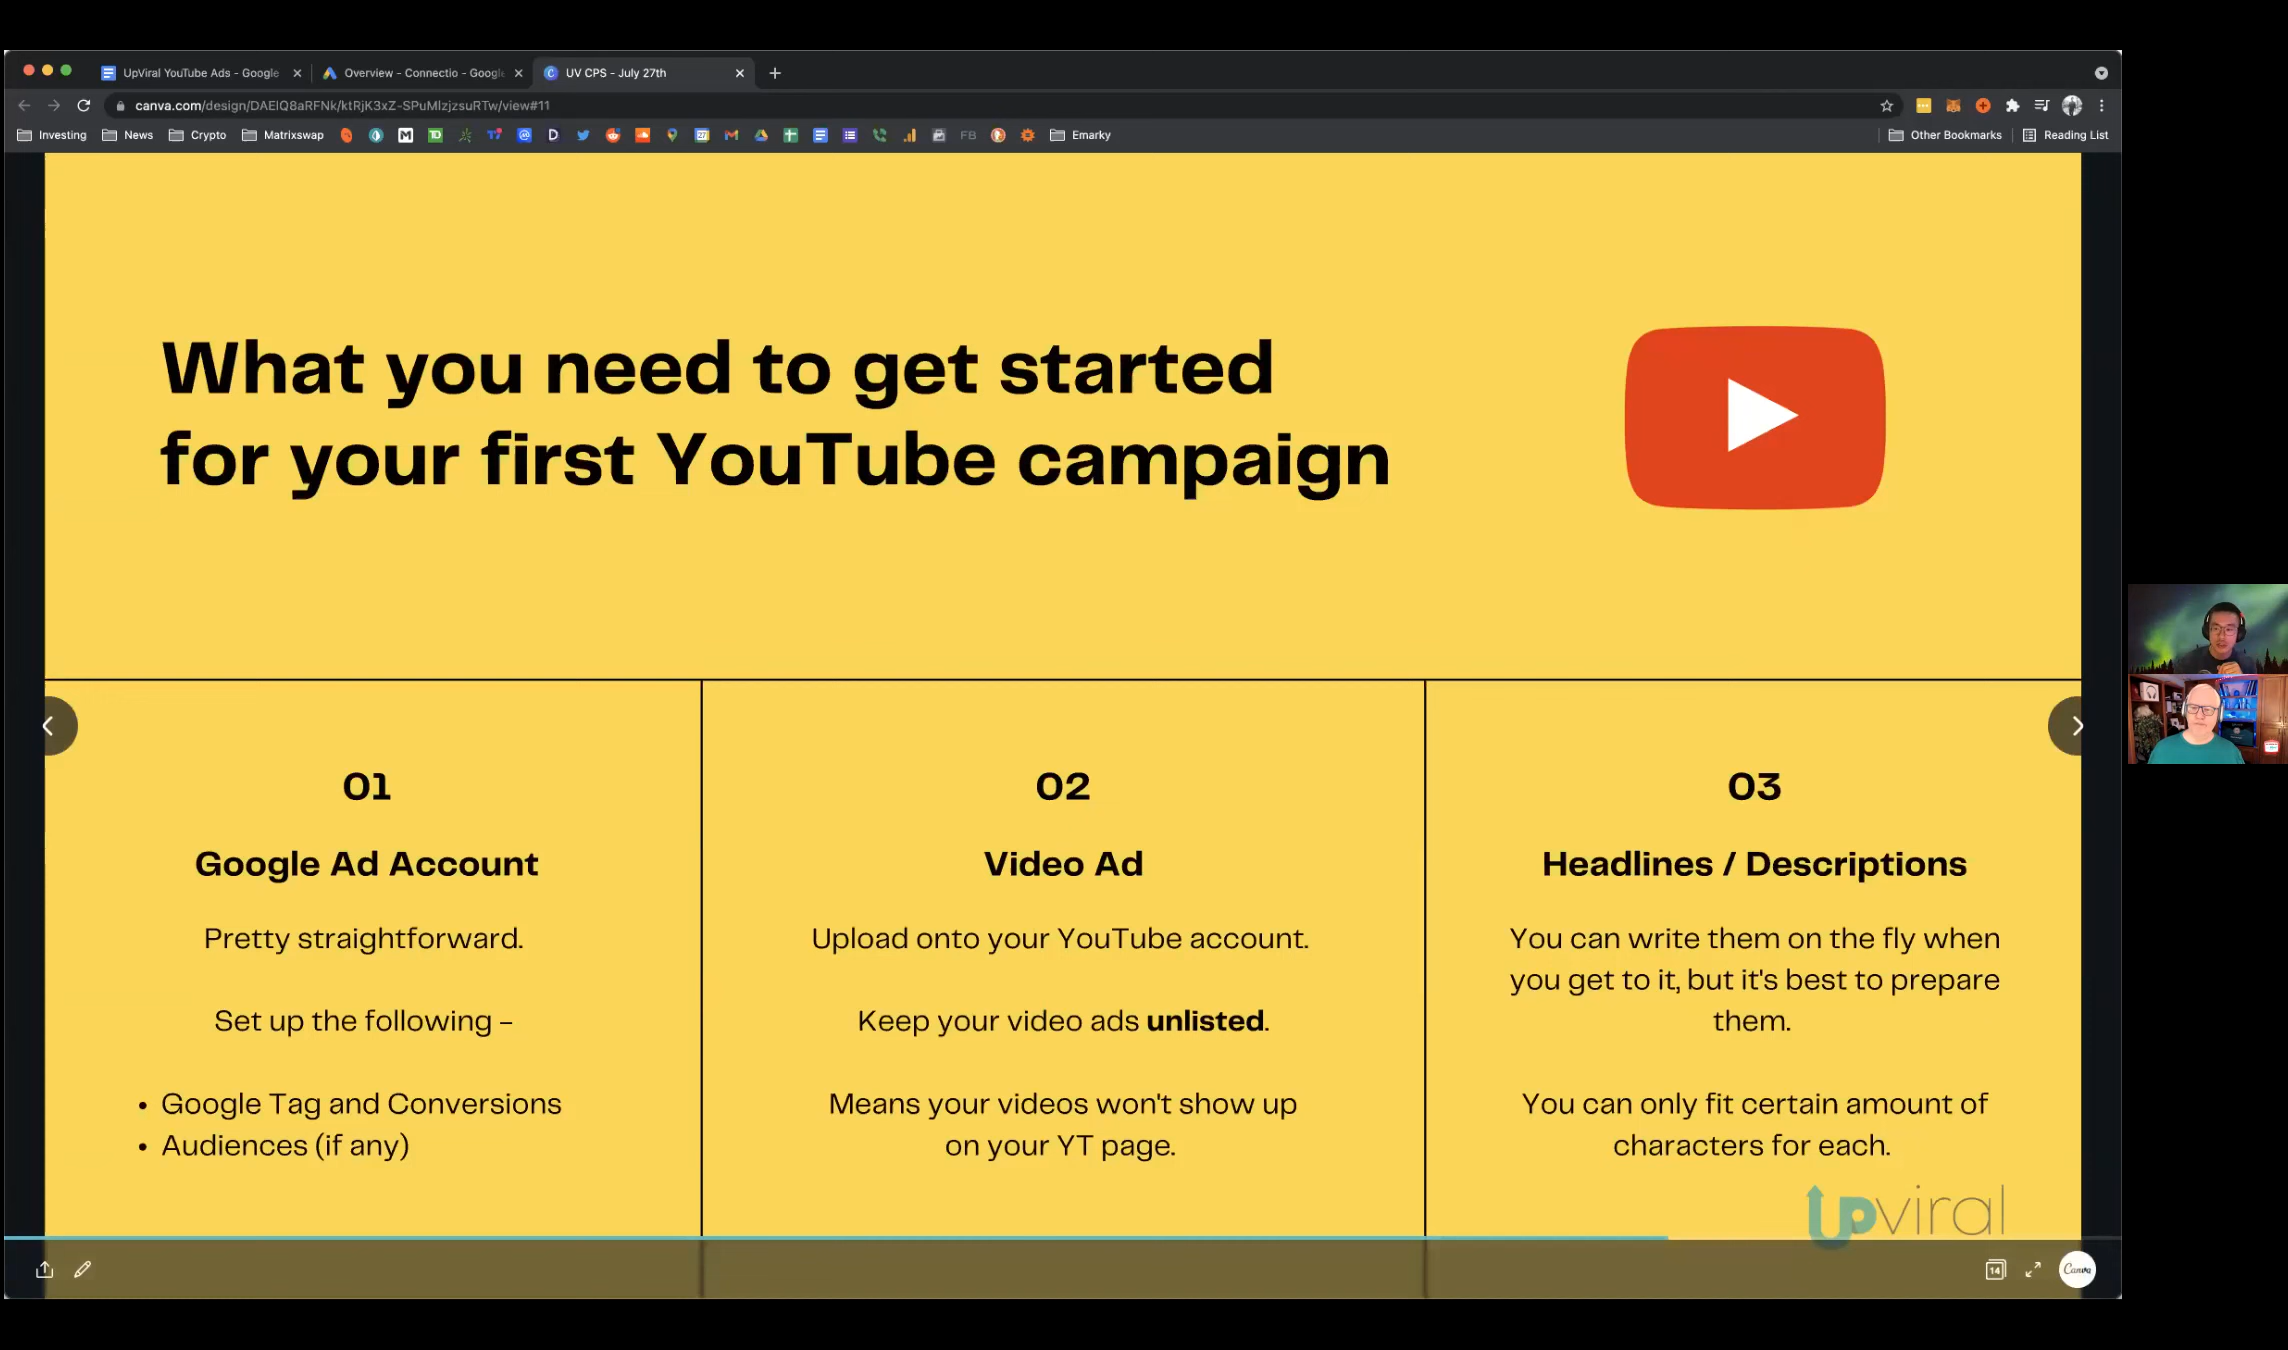 UpViral YouTube Ads - Google
Overview - Connectio - Google
UV CPS - July 27th
canva.com/design/DAElQ8aRFNk/ktRjK3xZ-SPuMlzjzsuRTw/view#11
Investing
News
Crypto
Matrixswap
FB
Emarky
Other Bookmarks
Reading List
What you need to get started
for your first YouTube campaign
01
Google Ad Account
Pretty straightforward.
Set up the following -
• Google Tag and Conversions
• Audiences (if any)
02
Video Ad
Upload onto your YouTube account.
Keep your video ads unlisted.
Means your videos won't show up
on your YT page.
03
Headlines / Descriptions
You can write them on the fly when
you get to it, but it's best to prepare
them.
You can only fit certain amount of
characters for each.
Upviral
14
Canva